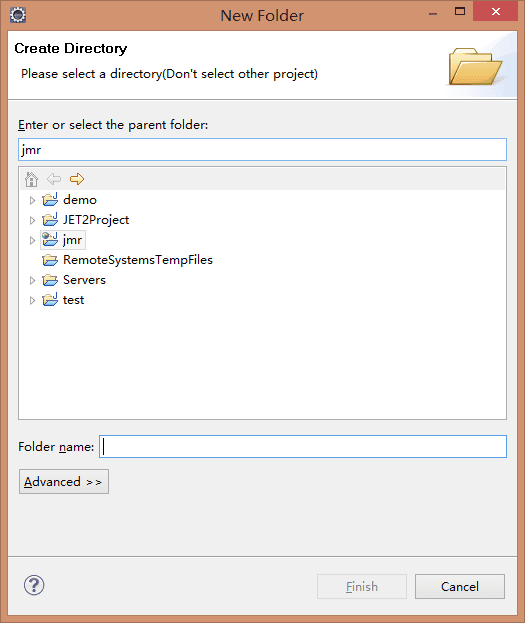 New Folder
Create Directory
Please select a directory(Don't select other project)
Enter or select the parent folder:
jmr
demo
JET2Project
jmr
RemoteSystemsTempFiles
Servers
test
Folder name:
Advanced >>
Finish
Cancel